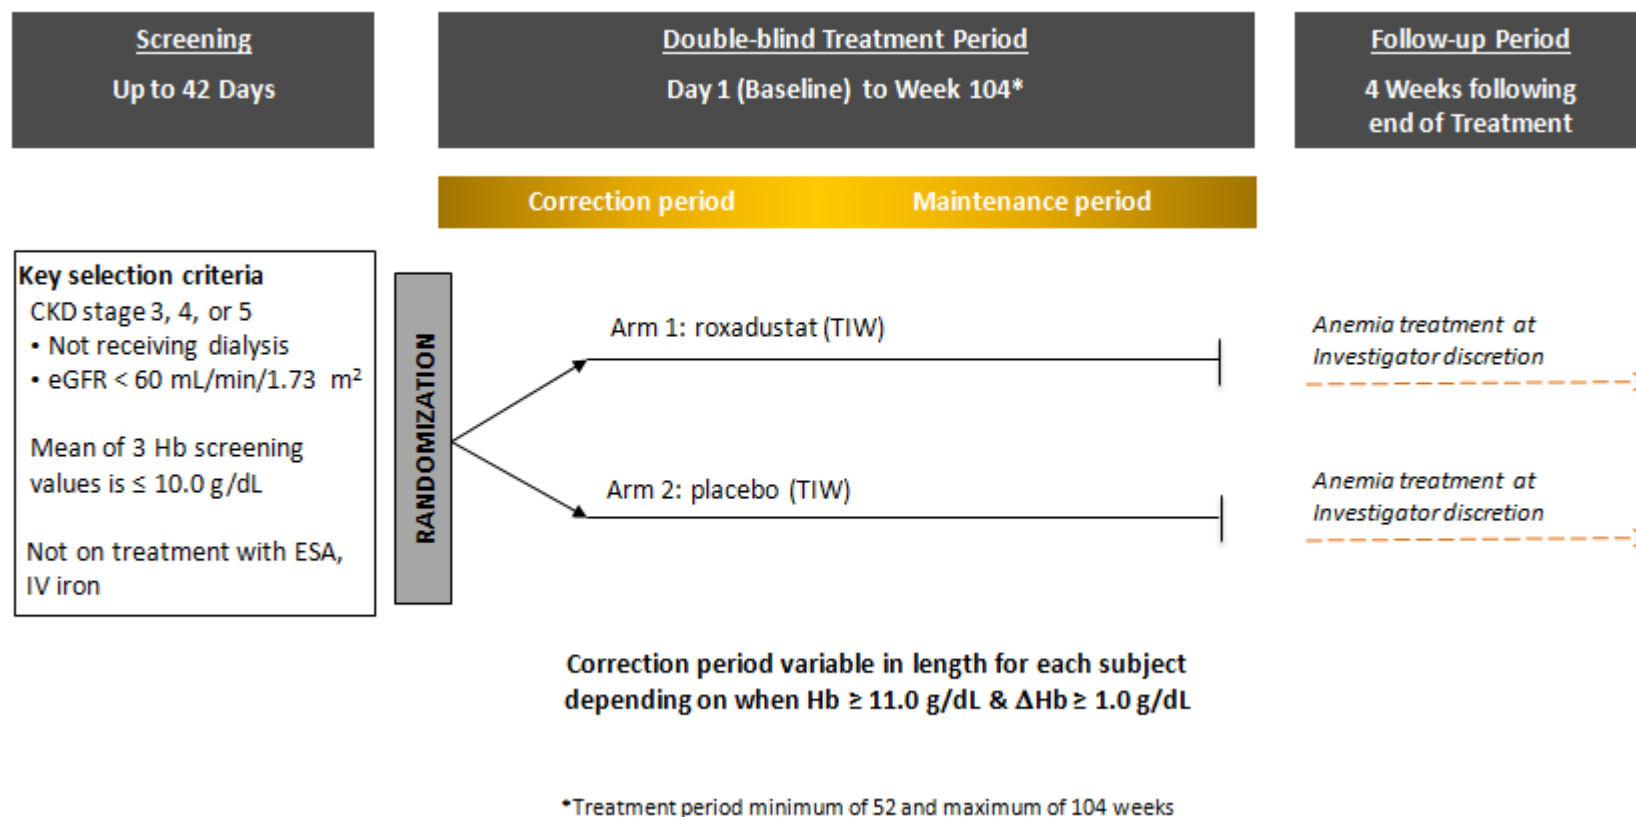 Screening
Up to 42 Days
Double-blind Treatment Period
Day 1 (Baseline) to Week 104*
Follow-up Period
4 Weeks following
end of Treatment
Correction period
Maintenance period
Key selection criteria
CKD stage 3, 4, or 5
• Not receiving dialysis
• eGFR < 60 mL/min/1.73 m²
Mean of 3 Hb screening
values is ≤ 10.0 g/dL
Not on treatment with ESA,
IV iron
RANDOMIZATION
Arm 1: roxadustat (TIW)
Arm 2: placebo (TIW)
Anemia treatment at
Investigator discretion
Anemia treatment at
Investigator discretion
Correction period variable in length for each subject
depending on when Hb ≥ 11.0 g/dL & ΔHb ≥ 1.0 g/dL
*Treatment period minimum of 52 and maximum of 104 weeks